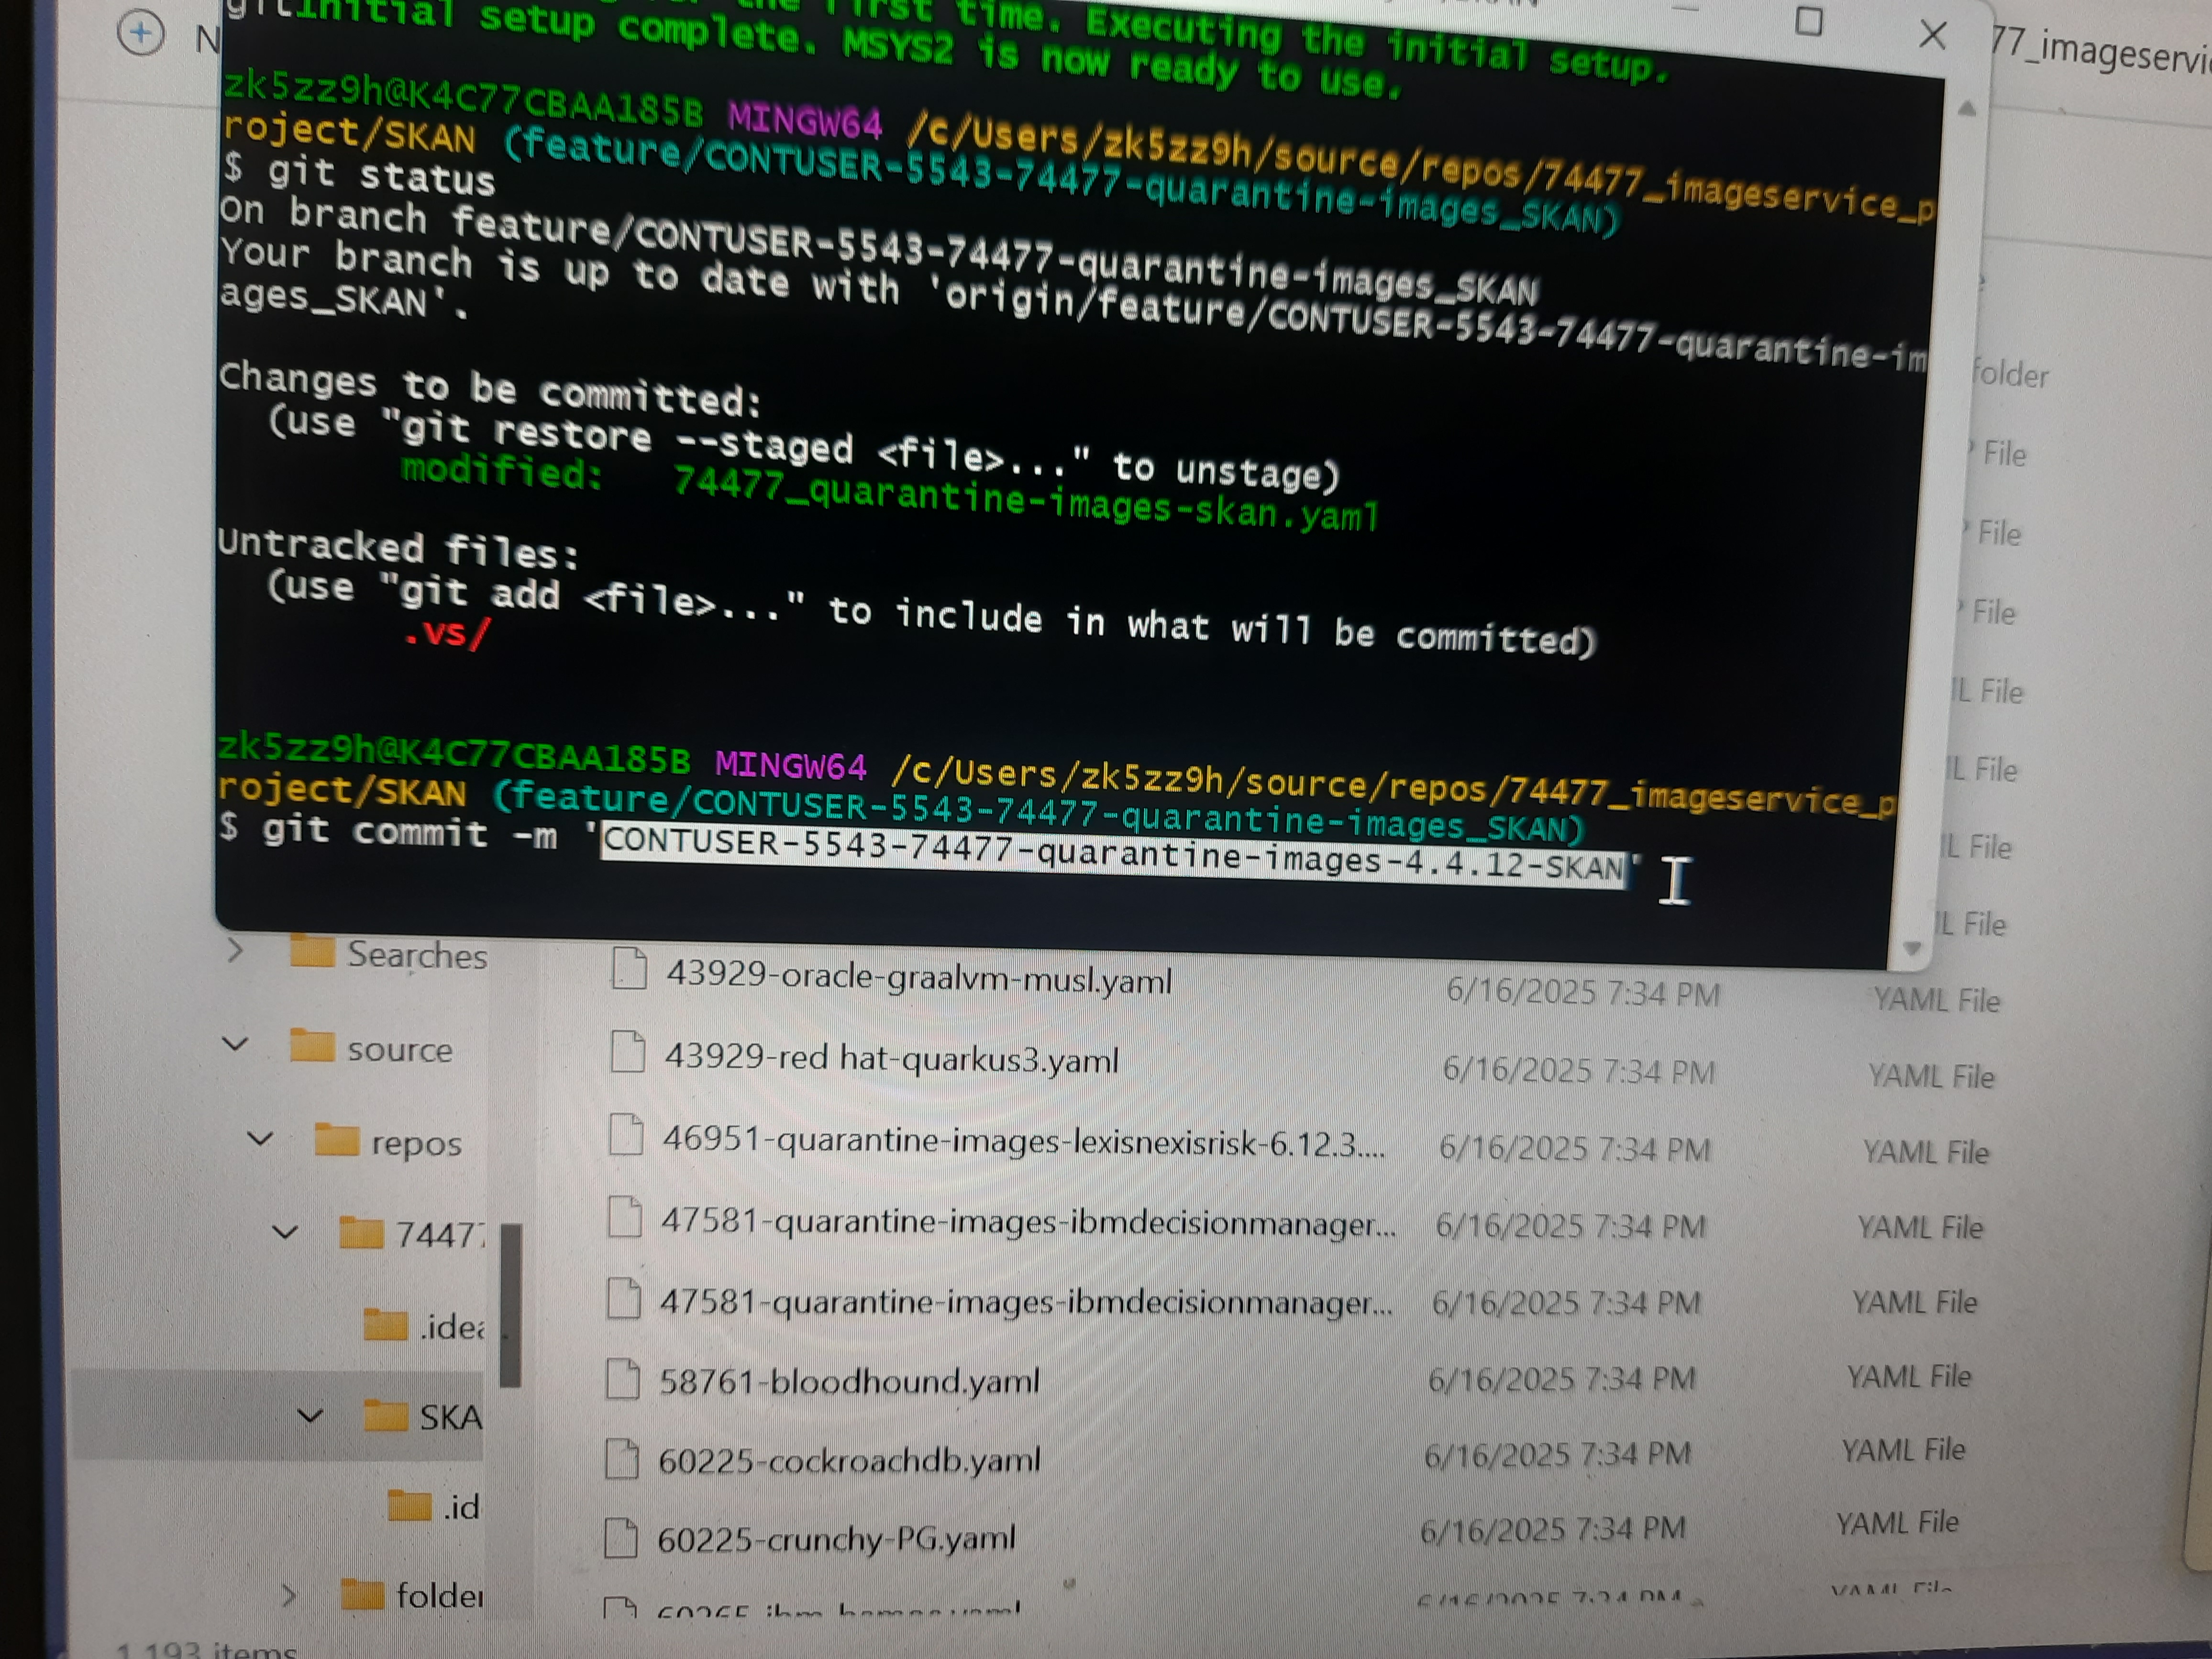 first time. Executing the initial setup.
Initial setup complete. MSYS2 is now ready to use.
zk5zz9h@K4C77CBAA185B MINGW64 /c/Users/zk5zz9h/source/repos/74477_imageservice_p
roject/SKAN (feature/CONTUSER-5543-74477-quarantine-images_SKAN)
$ git status
On branch feature/CONTUSER-5543-74477-quarantine-images_SKAN
Your branch is up to date with 'origin/feature/CONTUSER-5543-74477-quarantine-im
ages_SKAN'.
Changes to be committed:
(use "git restore --staged <file>..." to unstage)
modified: 74477_quarantine-images-skan.yaml
Untracked files:
(use "git add <file>..." to include in what will be committed)
.vs/
zk5zz9h@K4C77CBAA185B MINGW64 /c/Users/zk5zz9h/source/repos/74477_imageservice_p
roject/SKAN (feature/CONTUSER-5543-74477-quarantine-images_SKAN)
$ git commit -m 'CONTUSER-5543-74477-quarantine-images-4.4.12-SKAN'
N
77_imageservi
folder
File
File
File
L File
L File
L File
L File
Searches
source
repos
74477
.idea
SKA
.id
folder
43929-oracle-graalvm-musl.yaml 6/16/2025 7:34 PM YAML File
43929-red hat-quarkus3.yaml 6/16/2025 7:34 PM YAML File
46951-quarantine-images-lexisnexisrisk-6.12.3.... 6/16/2025 7:34 PM YAML File
47581-quarantine-images-ibmdecisionmanager... 6/16/2025 7:34 PM YAML File
47581-quarantine-images-ibmdecisionmanager... 6/16/2025 7:34 PM YAML File
58761-bloodhound.yaml 6/16/2025 7:34 PM YAML File
60225-cockroachdb.yaml 6/16/2025 7:34 PM YAML File
60225-crunchy-PG.yaml 6/16/2025 7:34 PM YAML File
1,193 items